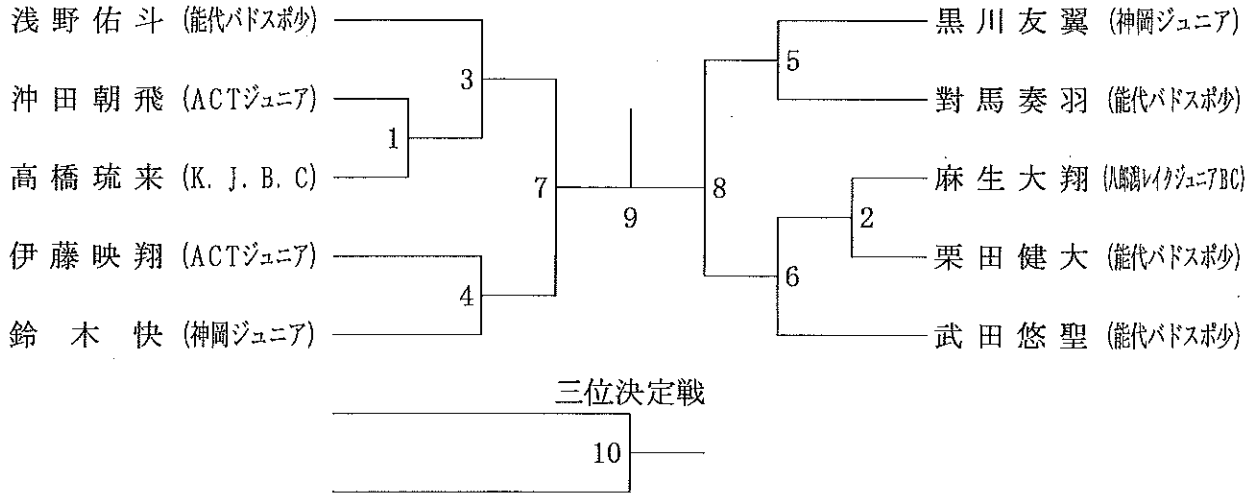 浅野佑斗 (能代バドスポ少)
沖田朝飛 (ACTジュニア)
高橋琉来 (K. J. B. C)
伊藤映翔 (ACTジュニア)
鈴木快 (神岡ジュニア)
3
1
7
4
9
黒川友翼 (神岡ジュニア)
對馬奏羽 (能代バドスポ少)
麻生大翔 (八郎潟レイクジュニアBC)
栗田健大 (能代バドスポ少)
武田悠聖 (能代バドスポ少)
5
8
2
6
三位決定戦
10